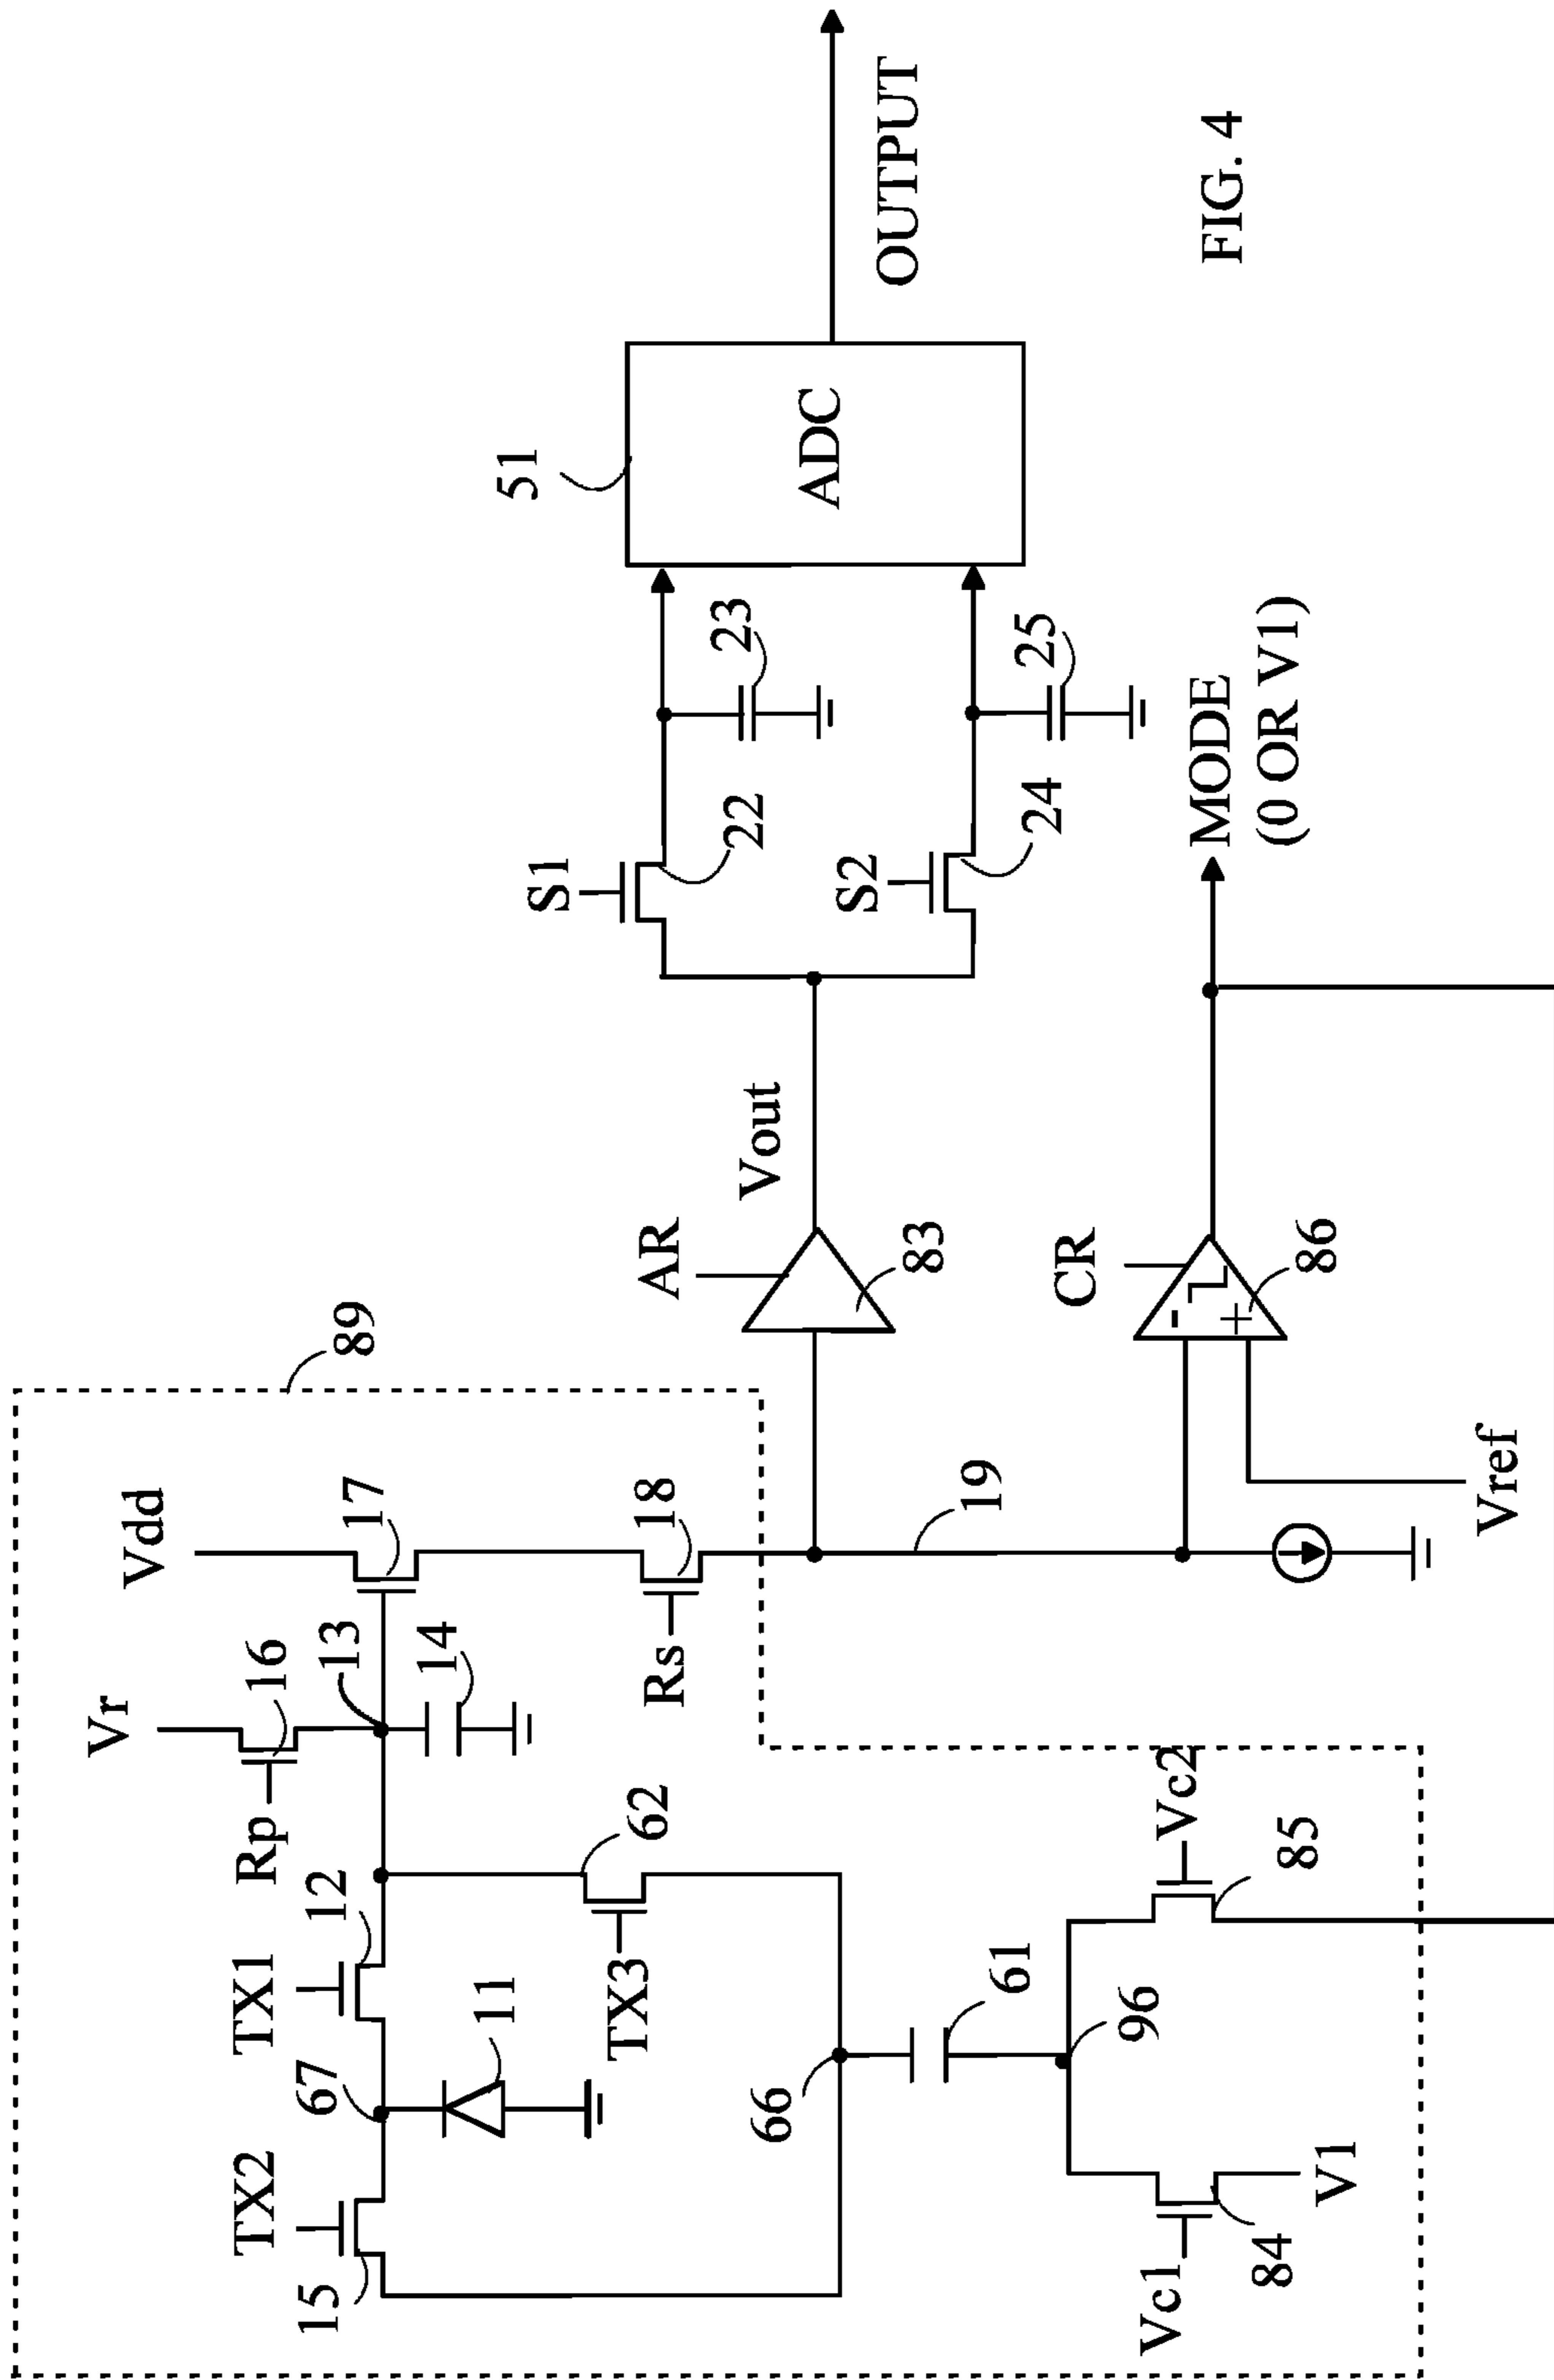 Vdd
Vr
89
Rp
16
17
TX2
67
TX1
12
13
15
11
14
62
Rs
18
AR
Vout
S1
51
22
23
83
ADC
OUTPUT
TX3
66
61
19
S2
24
25
CR
96
Vc2
MODE
(0 OR V1)
Vc1
84
V1
85
-
+
86
Vref
FIG. 4